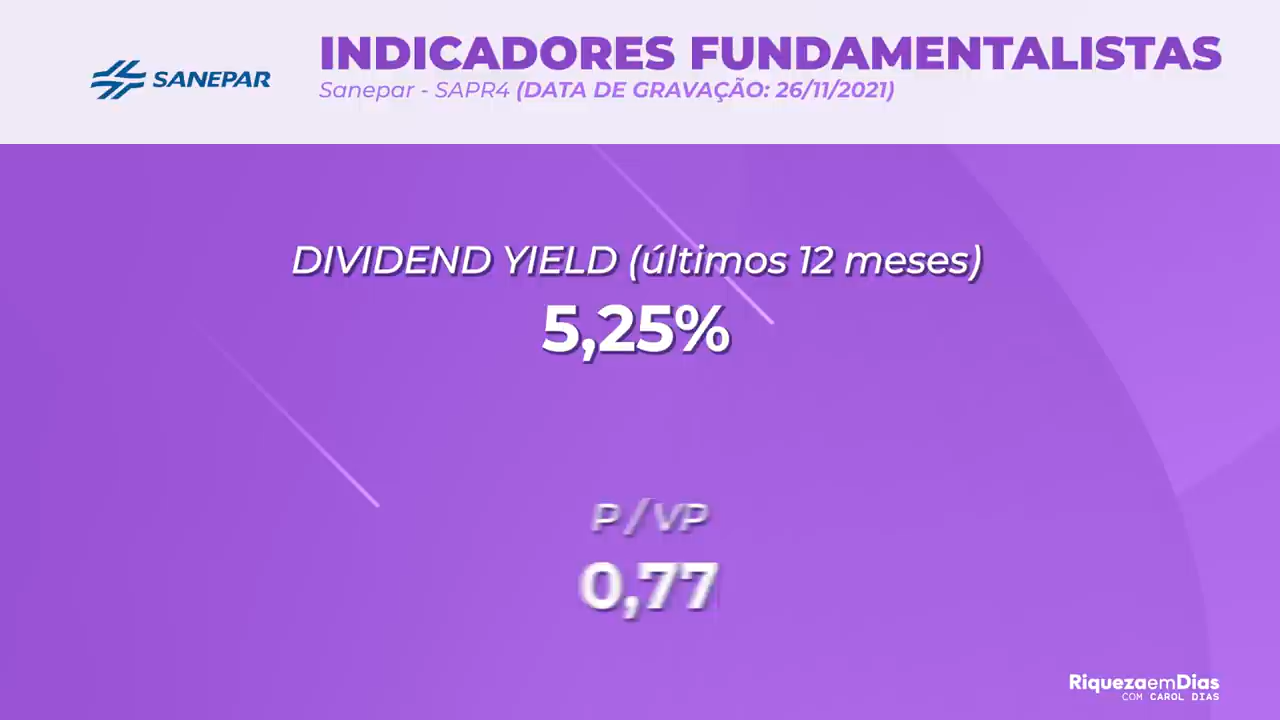 SANEPAR
INDICADORES FUNDAMENTALISTAS
Sanepar - SAPR4 (DATA DE GRAVAÇÃO: 26/11/2021)
DIVIDEND YIELD (últimos 12 meses)
5,25%
P / VP
0,77
RiquezaemDias
COM CAROL DIAS